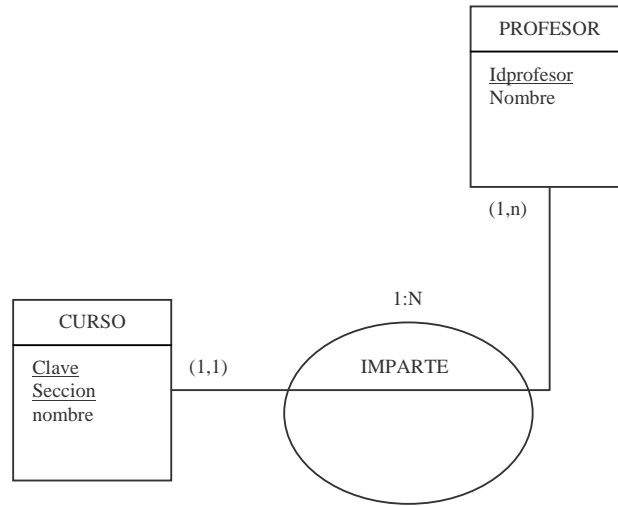 PROFESOR
Idprofesor
Nombre
(1,n)
1:N
CURSO
(1,1)
IMPARTE
Clave
Seccion
nombre